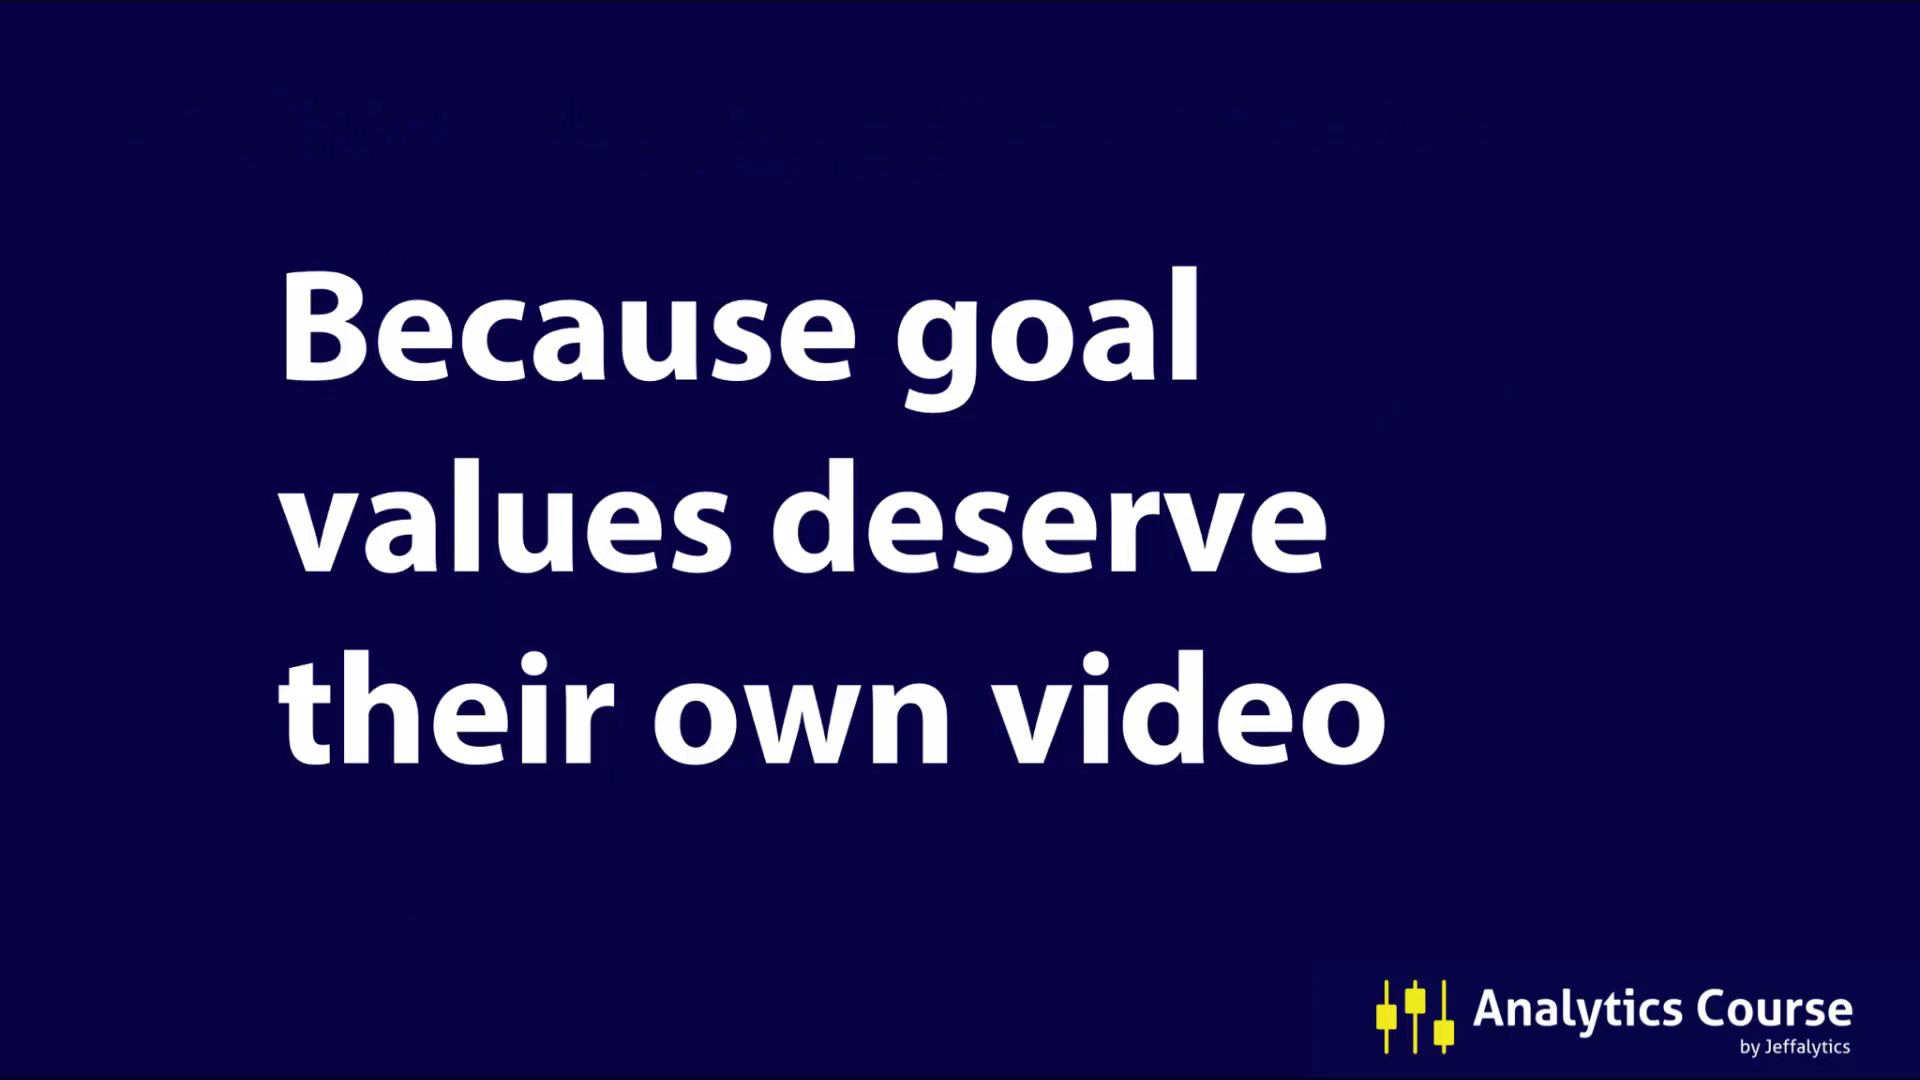 Because goal
values deserve
their own video
Analytics Course
by Jeffalytics